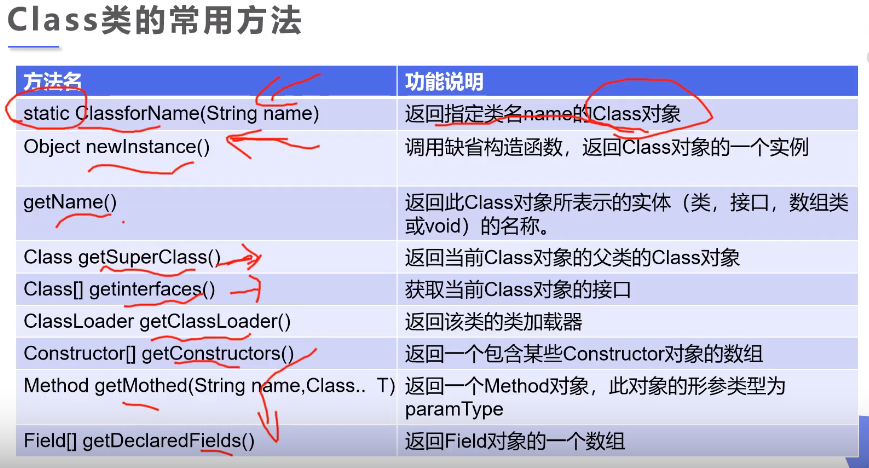 Class类的常用方法
方法名 功能说明
static ClassforName(String name) 返回指定类名name的Class对象
Object newInstance() 调用缺省构造函数，返回Class对象的一个实例
getName() 返回此Class对象所表示的实体（类，接口，数组类
或void）的名称。
Class getSuperClass() 返回当前Class对象的父类的Class对象
Class[] getinterfaces() 获取当前Class对象的接口
ClassLoader getClassLoader() 返回该类的类加载器
Constructor[] getConstructors() 返回一个包含某些Constructor对象的数组
Method getMothed(String name,Class.. T) 返回一个Method对象，此对象的形参类型为
paramType
Field[] getDeclaredFields() 返回Field对象的一个数组